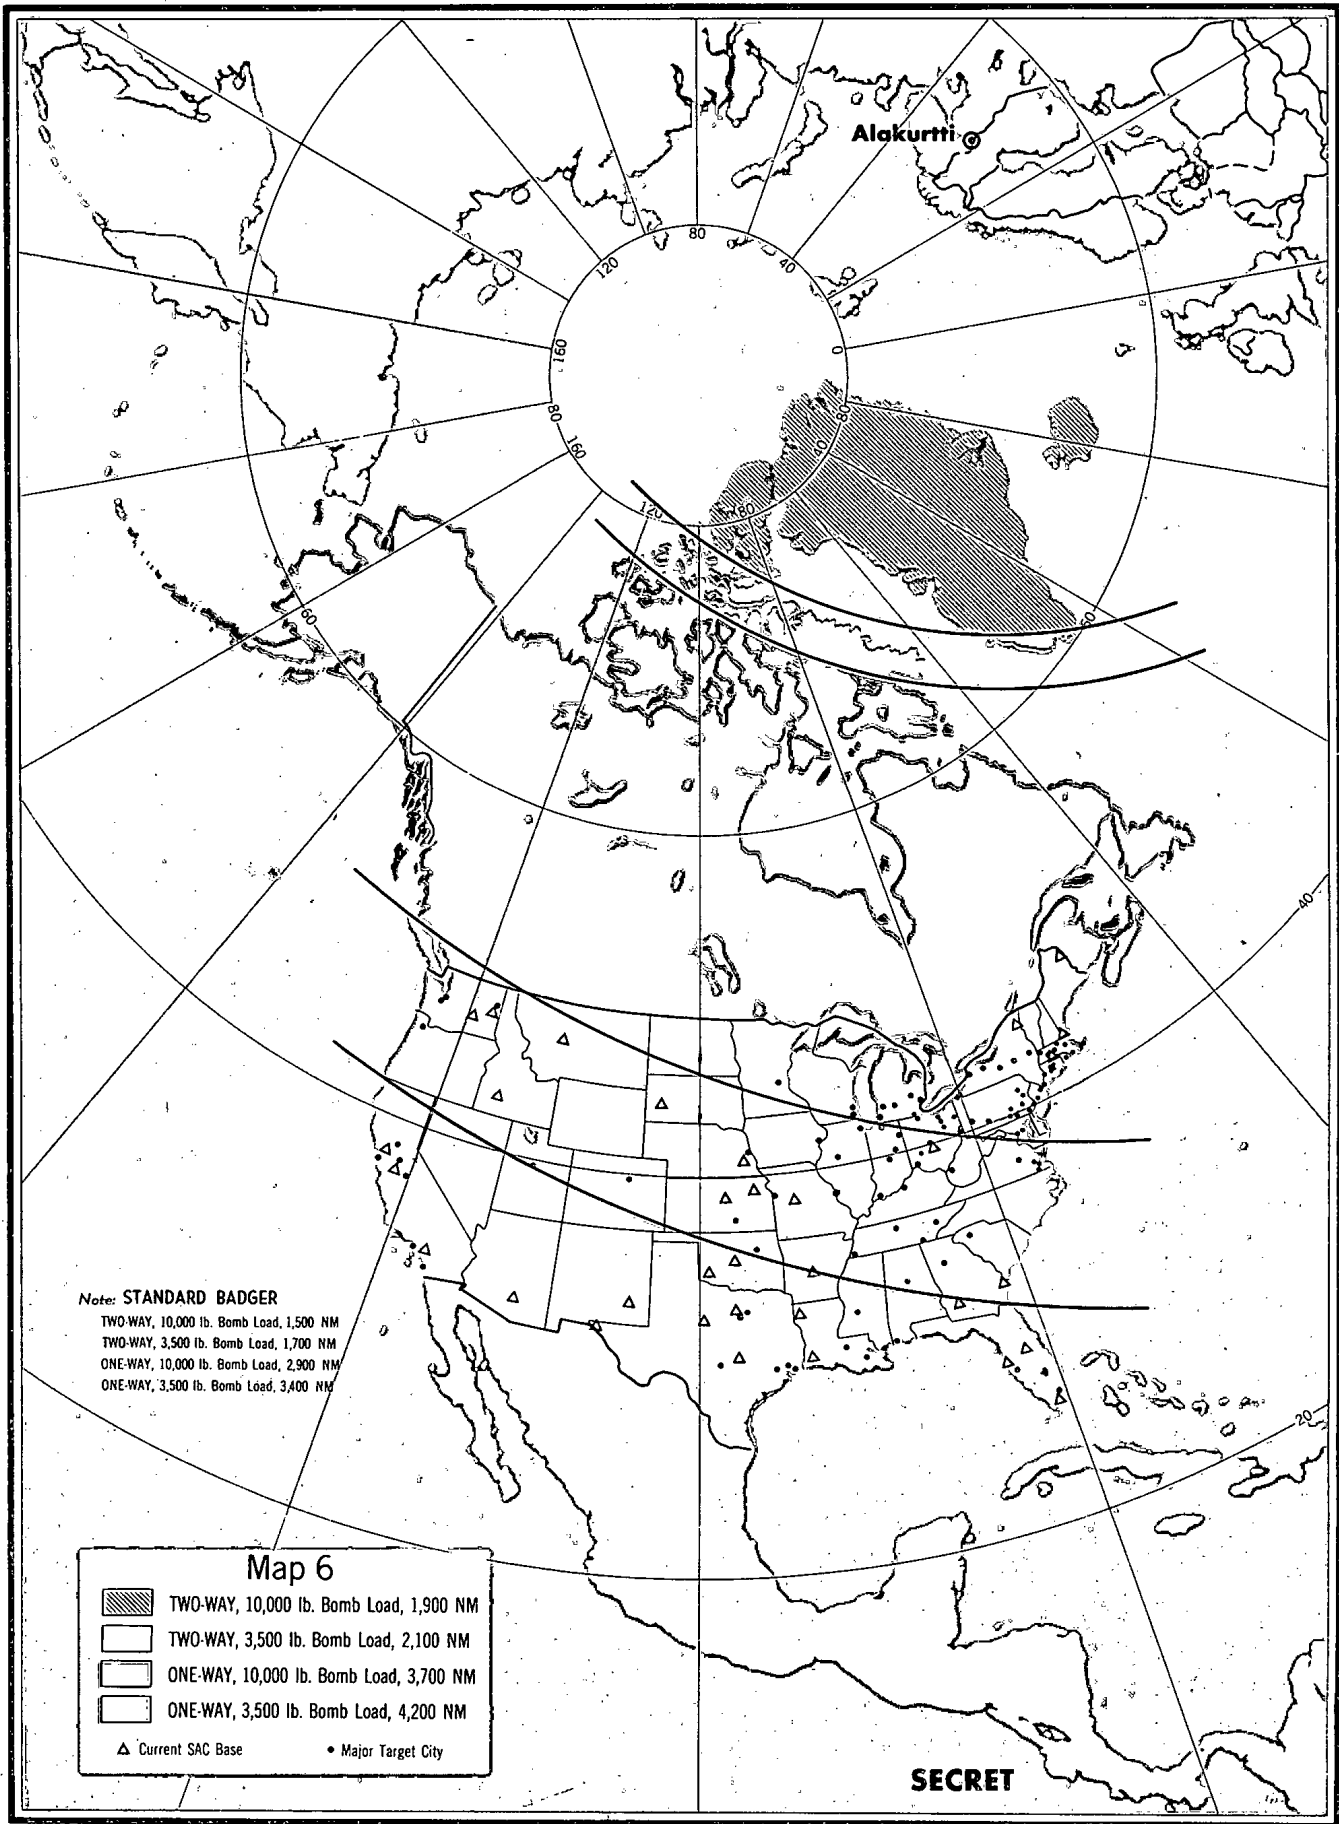 Alakurtti
80
120
40
160
0
80
80
160
40
120
80
60
60
40
Note: STANDARD BADGER
TWO-WAY, 10,000 lb. Bomb Load, 1,500 NM
TWO-WAY, 3,500 lb. Bomb Load, 1,700 NM
ONE-WAY, 10,000 lb. Bomb Load, 2,900 NM
ONE-WAY, 3,500 lb. Bomb Load, 3,400 NM
20
Map 6
TWO-WAY, 10,000 lb. Bomb Load, 1,900 NM
TWO-WAY, 3,500 lb. Bomb Load, 2,100 NM
ONE-WAY, 10,000 lb. Bomb Load, 3,700 NM
ONE-WAY, 3,500 lb. Bomb Load, 4,200 NM
Current SAC Base
Major Target City
SECRET